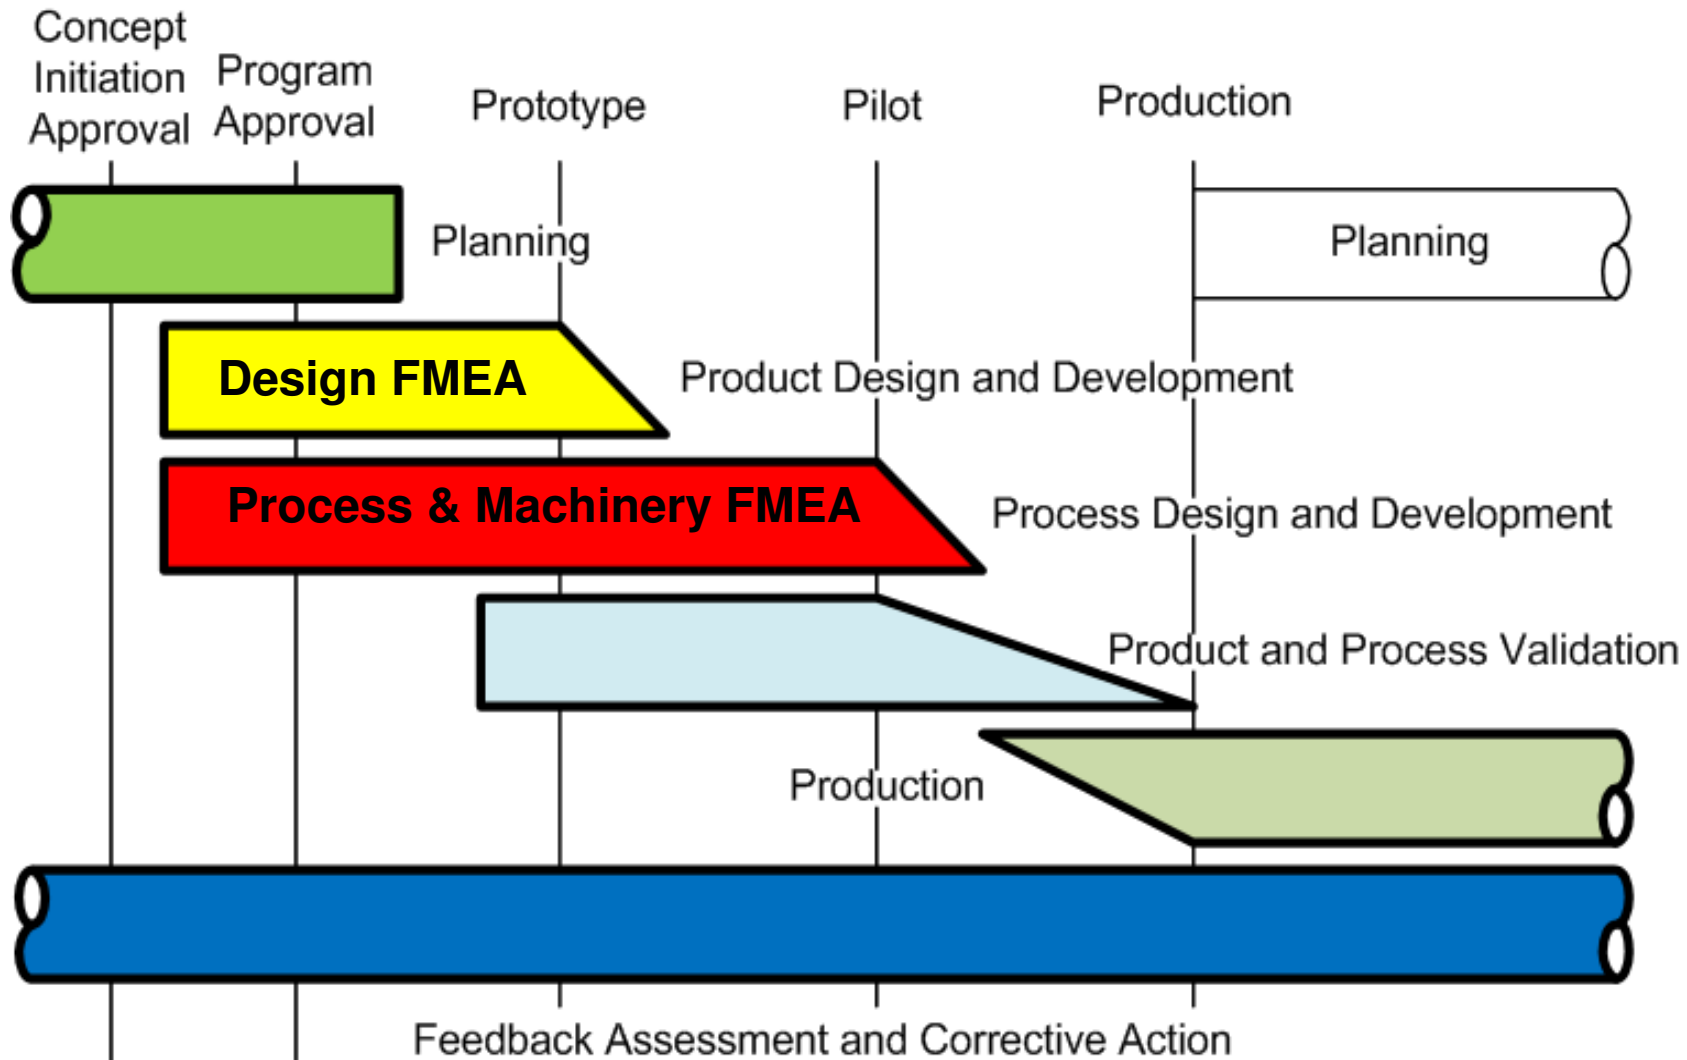 Concept
Initiation
Approval
Program
Approval
Prototype
Pilot
Production
Planning
Planning
Design FMEA
Product Design and Development
Process & Machinery FMEA
Process Design and Development
Product and Process Validation
Production
Feedback Assessment and Corrective Action